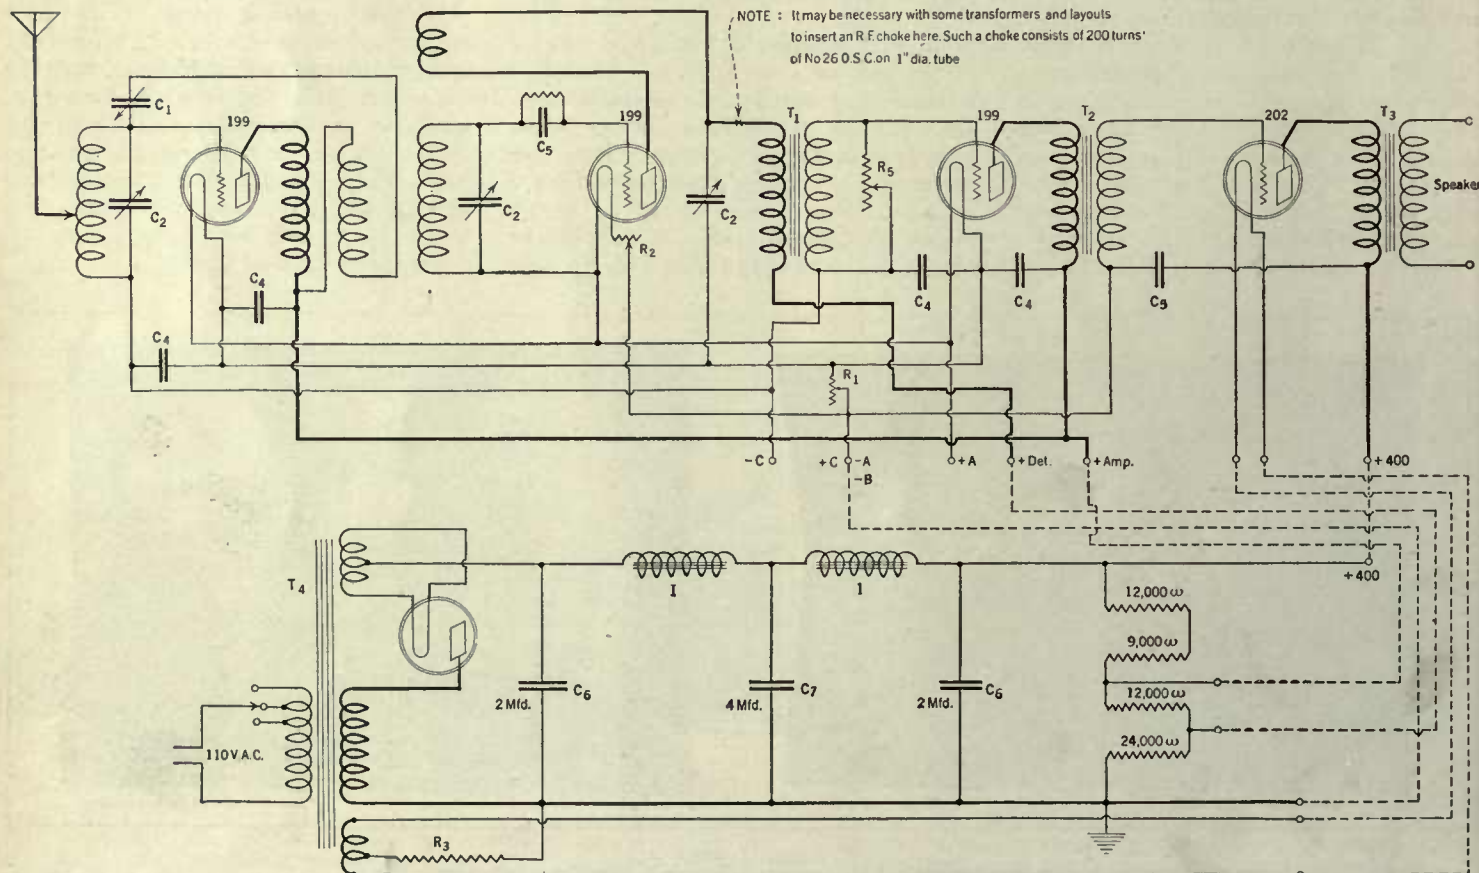 NOTE : It may be necessary with some transformers and layouts
to insert an R.F. choke here. Such a choke consists of 200 turns
of No 26 O.S.C. on 1" dia. tube
C1
199
C5
199
T1
199
T2
202
T3
R5
Speaker
C2
C2
R2
C2
C4
C4
C4
C5
C4
R1
-C
+C
-A
-B
+A
+Det.
+Amp.
+400
T4
I
1
+400
12,000 ω
9,000 ω
C6
2 Mfd.
C7
4 Mfd.
C6
2 Mfd.
12,000 ω
24,000 ω
110 V.A.C.
R3